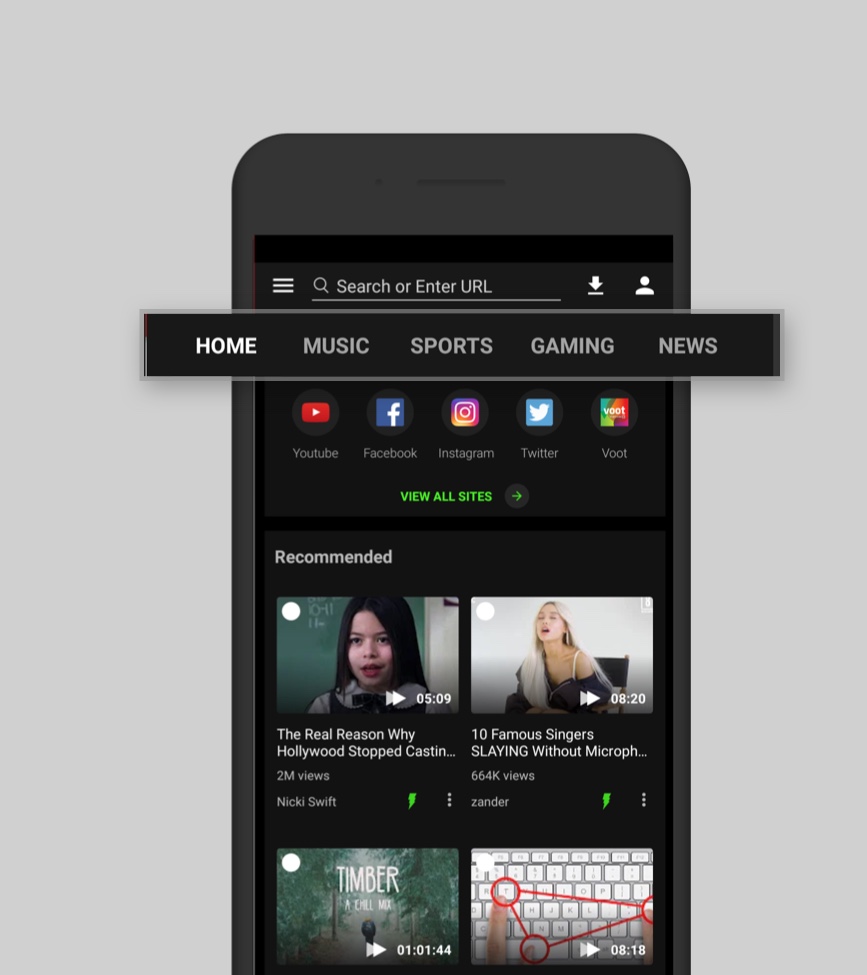 Search or Enter URL
HOME MUSIC SPORTS GAMING NEWS
voot
Youtube Facebook Instagram Twitter Voot
VIEW ALL SITES
Recommended
05:09
08:20
The Real Reason Why
Hollywood Stopped Castin...
2M views
Nicki Swift
10 Famous Singers
SLAYING Without Microph...
664K views
zander
TIMBER
A CHILL MIX
01:01:44
08:18